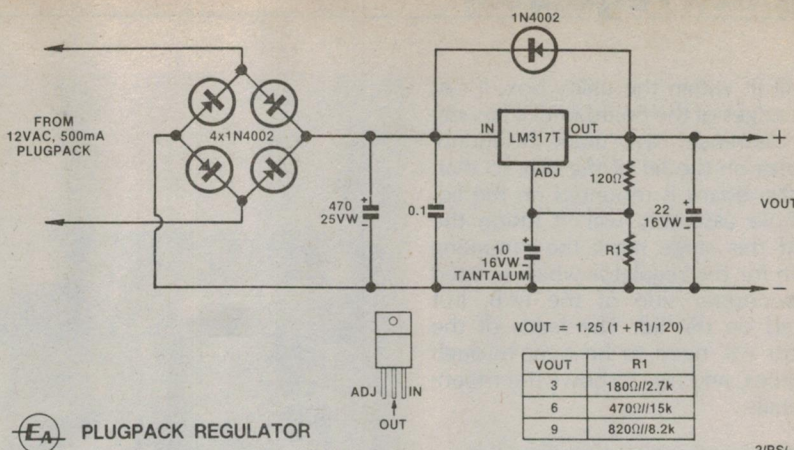 1N4002
FROM
12VAC, 500mA
PLUGPACK
4x1N4002
IN
LM317T
OUT
ADJ
+
120Ω
470
25VW
+
-
0.1
10
16VW
TANTALUM
+
-
R1
22
16VW
+
-
VOUT
-
VOUT = 1.25 (1 + R1/120)
ADJ
IN
OUT
VOUT R1
3 180Ω//2.7k
6 470Ω//15k
9 820Ω//8.2k
EA PLUGPACK REGULATOR